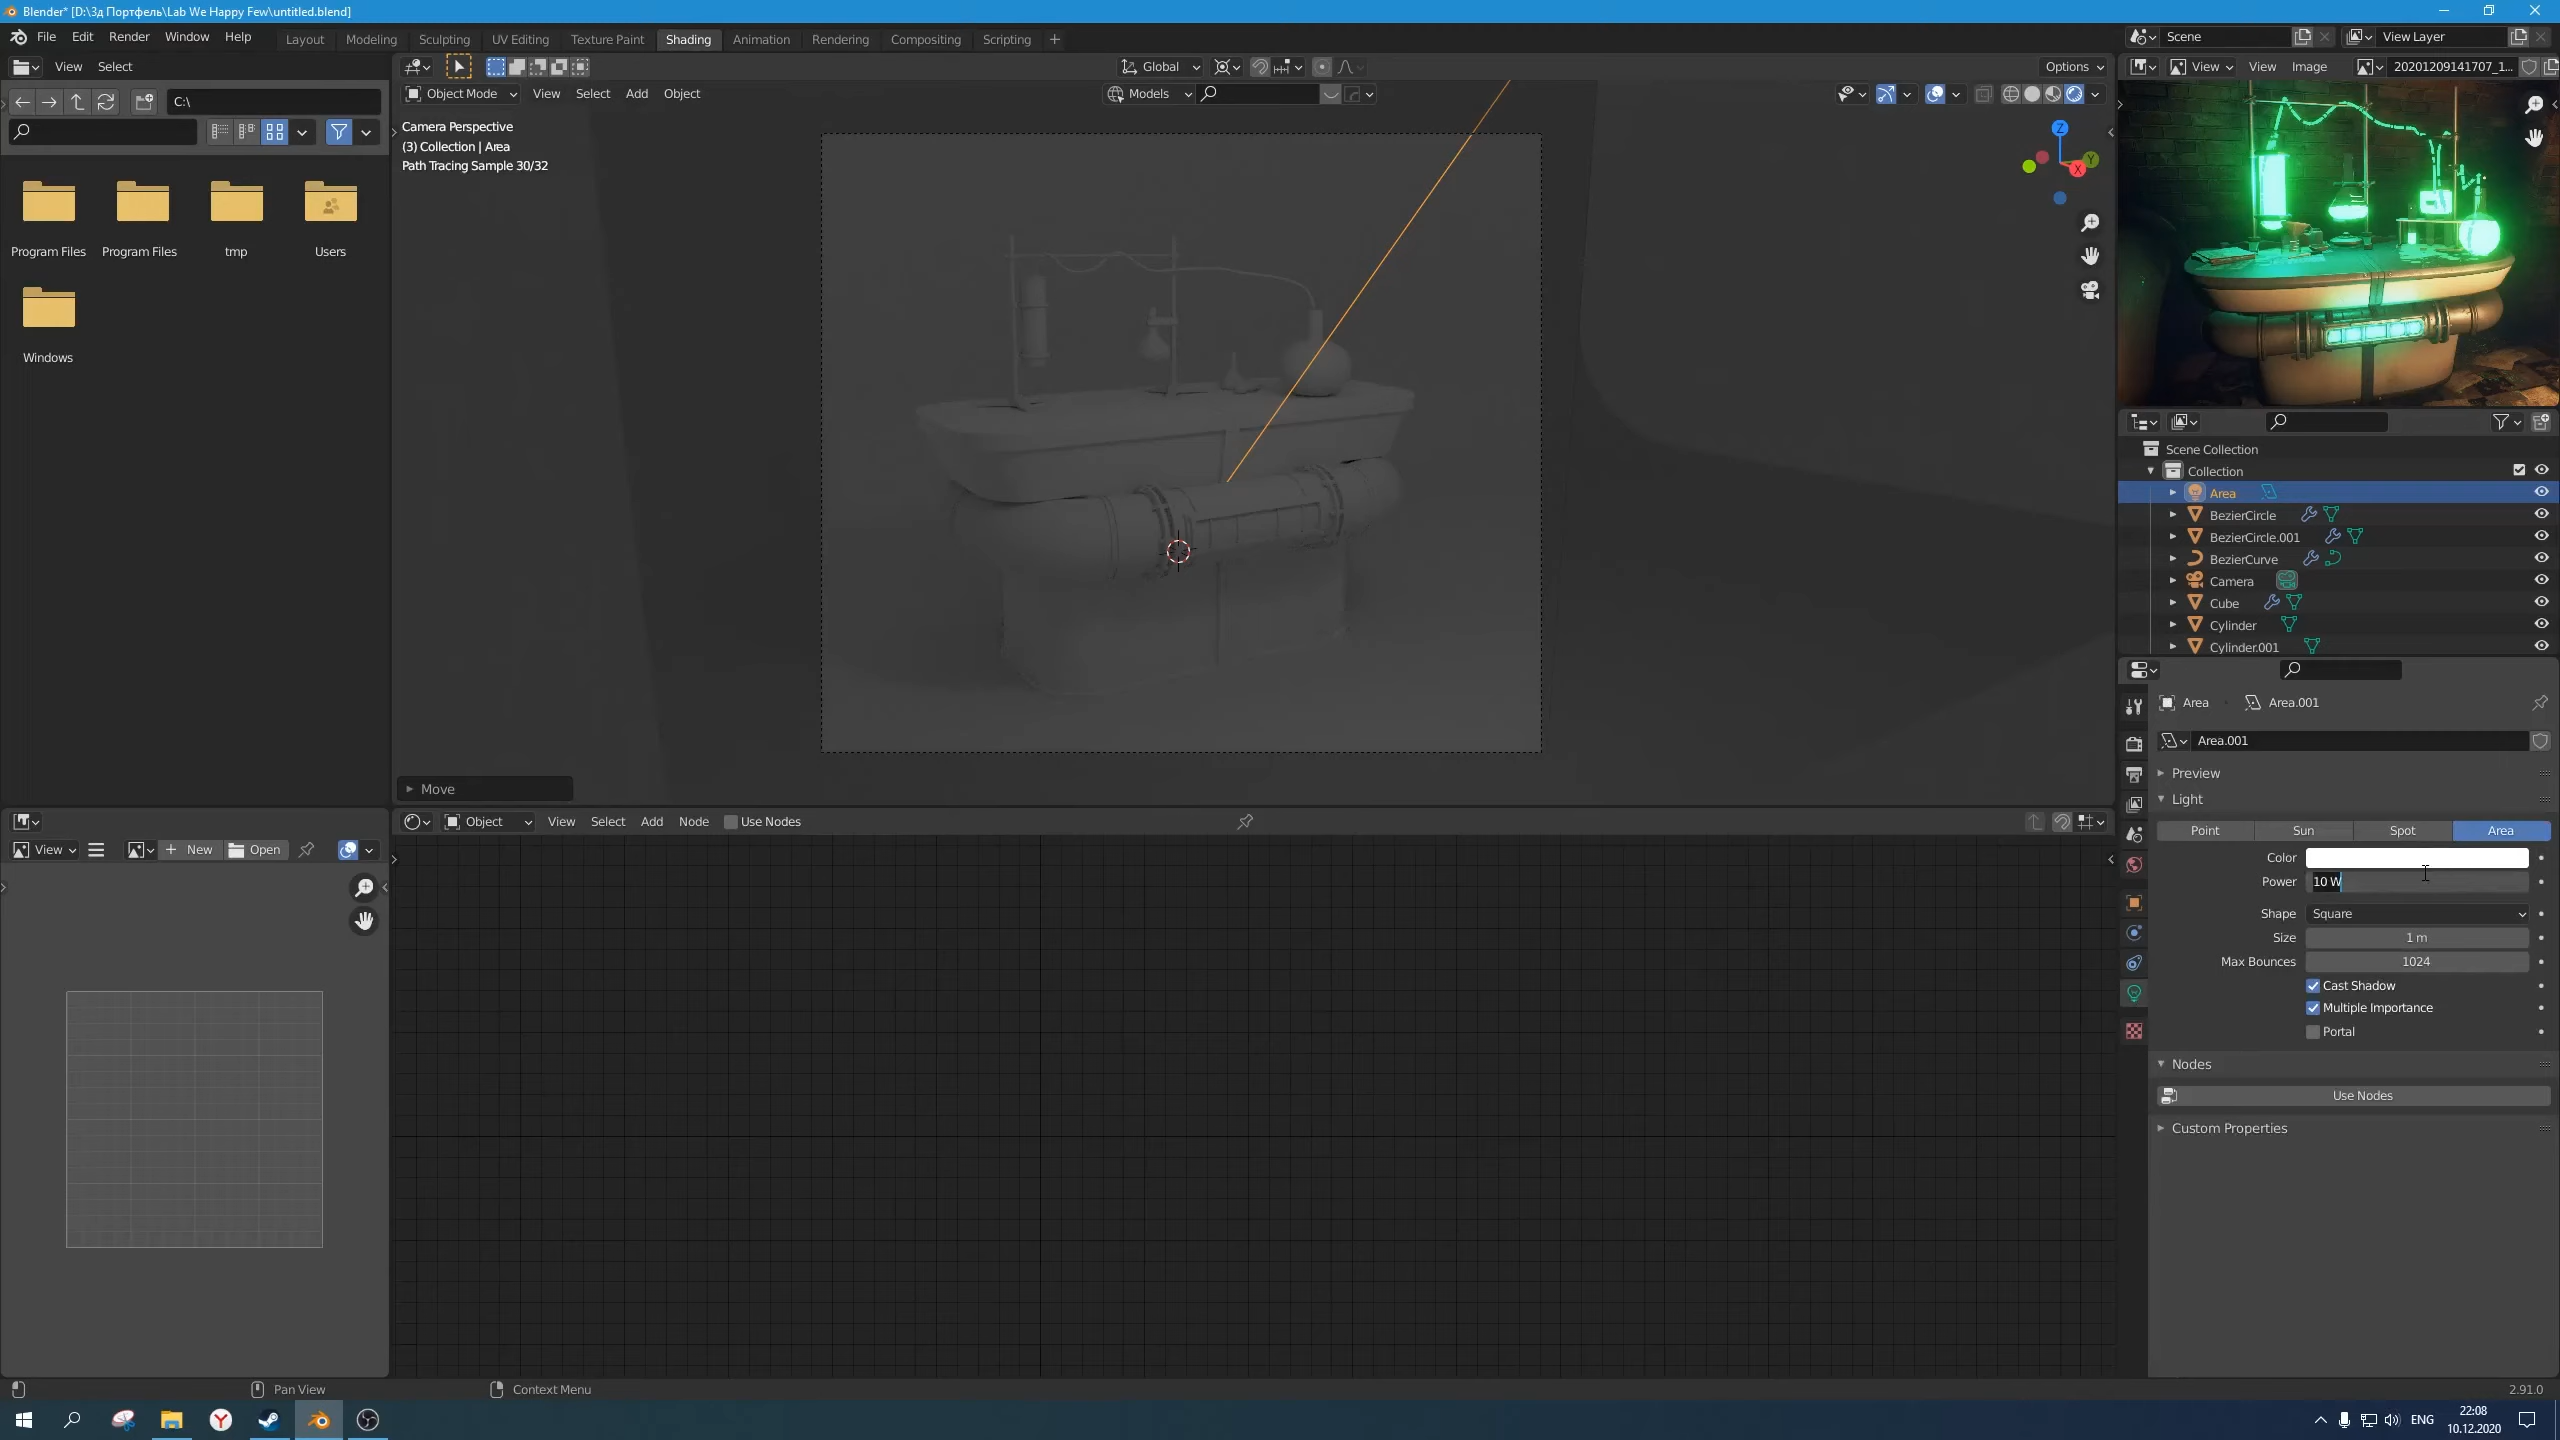 Blender* [D:\3д Портфель\Lab We Happy Few\untitled.blend]
File Edit Render Window Help
Layout Modeling Sculpting UV Editing Texture Paint Shading Animation Rendering Compositing Scripting
Scene
View Layer
View Select
C:\
Program Files
Program Files
tmp
Users
Windows
Global
Options
Object Mode View Select Add Object
Models
Camera Perspective
(3) Collection | Area
Path Tracing Sample 30/32
Z
Y
X
Move
View View Image
20201209141707_1...
Scene Collection
Collection
Area
BezierCircle
BezierCircle.001
BezierCurve
Camera
Cube
Cylinder
Cylinder.001
Area Area.001
Area.001
Preview
Light
Point Sun Spot Area
Color
Power 10 W
Shape Square
Size 1 m
Max Bounces 1024
Cast Shadow
Multiple Importance
Portal
Nodes
Use Nodes
Custom Properties
View New Open
Object View Select Add Node Use Nodes
Pan View
Context Menu
2.91.0
ENG
22:08
10.12.2020